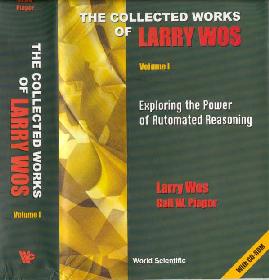 THE COLLECTED WORKS
OF LARRY WOS
Volume I
Exploring the Power
of Automated Reasoning
Larry Wos
Gail W. Pieper
World Scientific
With CD-ROM
THE COLLECTED WORKS
OF LARRY WOS
Volume I